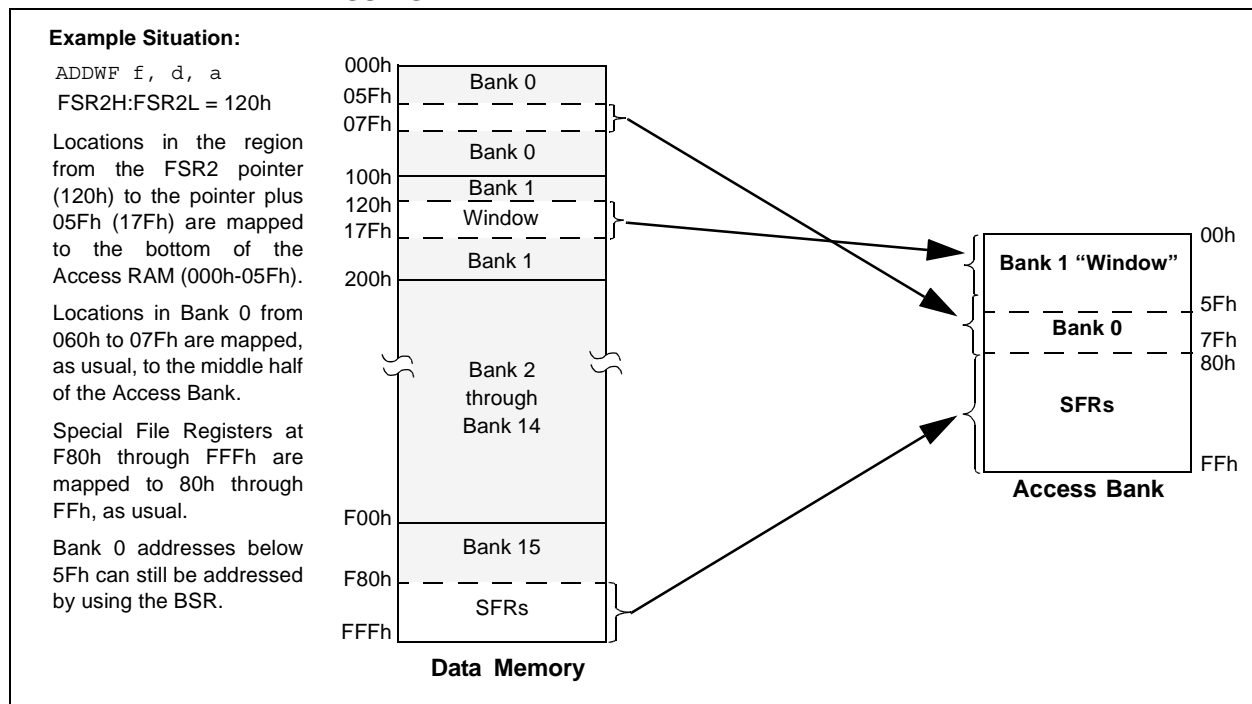 Example Situation:
ADDWF f, d, a
FSR2H:FSR2L = 120h
Locations in the region
from the FSR2 pointer
(120h) to the pointer plus
05Fh (17Fh) are mapped
to the bottom of the
Access RAM (000h-05Fh).
Locations in Bank 0 from
060h to 07Fh are mapped,
as usual, to the middle half
of the Access Bank.
Special File Registers at
F80h through FFFh are
mapped to 80h through
FFh, as usual.
Bank 0 addresses below
5Fh can still be addressed
by using the BSR.
000h
Bank 0
05Fh
07Fh
Bank 0
100h
Bank 1
120h
Window
17Fh
Bank 1
200h
Bank 2
through
Bank 14
F00h
Bank 15
F80h
SFRs
FFFh
Data Memory
00h
Bank 1 “Window”
5Fh
Bank 0
7Fh
80h
SFRs
FFh
Access Bank